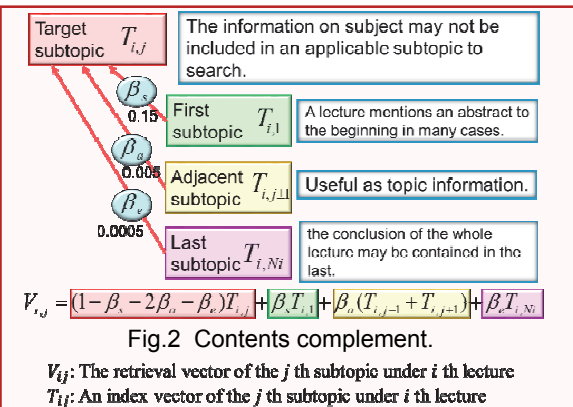 Target
subtopic T_{i,j}
The information on subject may not be
included in an applicable subtopic to
search.
β_s
0.15
First
subtopic T_{i,1}
A lecture mentions an abstract to
the beginning in many cases.
β_a
0.005
Adjacent
subtopic T_{i,j±1}
Useful as topic information.
β_e
0.0005
Last
subtopic T_{i,Ni}
the conclusion of the whole
lecture may be contained in the
last.
V_{i,j} = (1 − β_s − 2β_a − β_e)T_{i,j} + β_s T_{i,1} + β_a(T_{i,j−1} + T_{i,j+1}) + β_e T_{i,Ni}
Fig.2 Contents complement.
V_{ij}: The retrieval vector of the j th subtopic under i th lecture
T_{ij}: An index vector of the j th subtopic under i th lecture